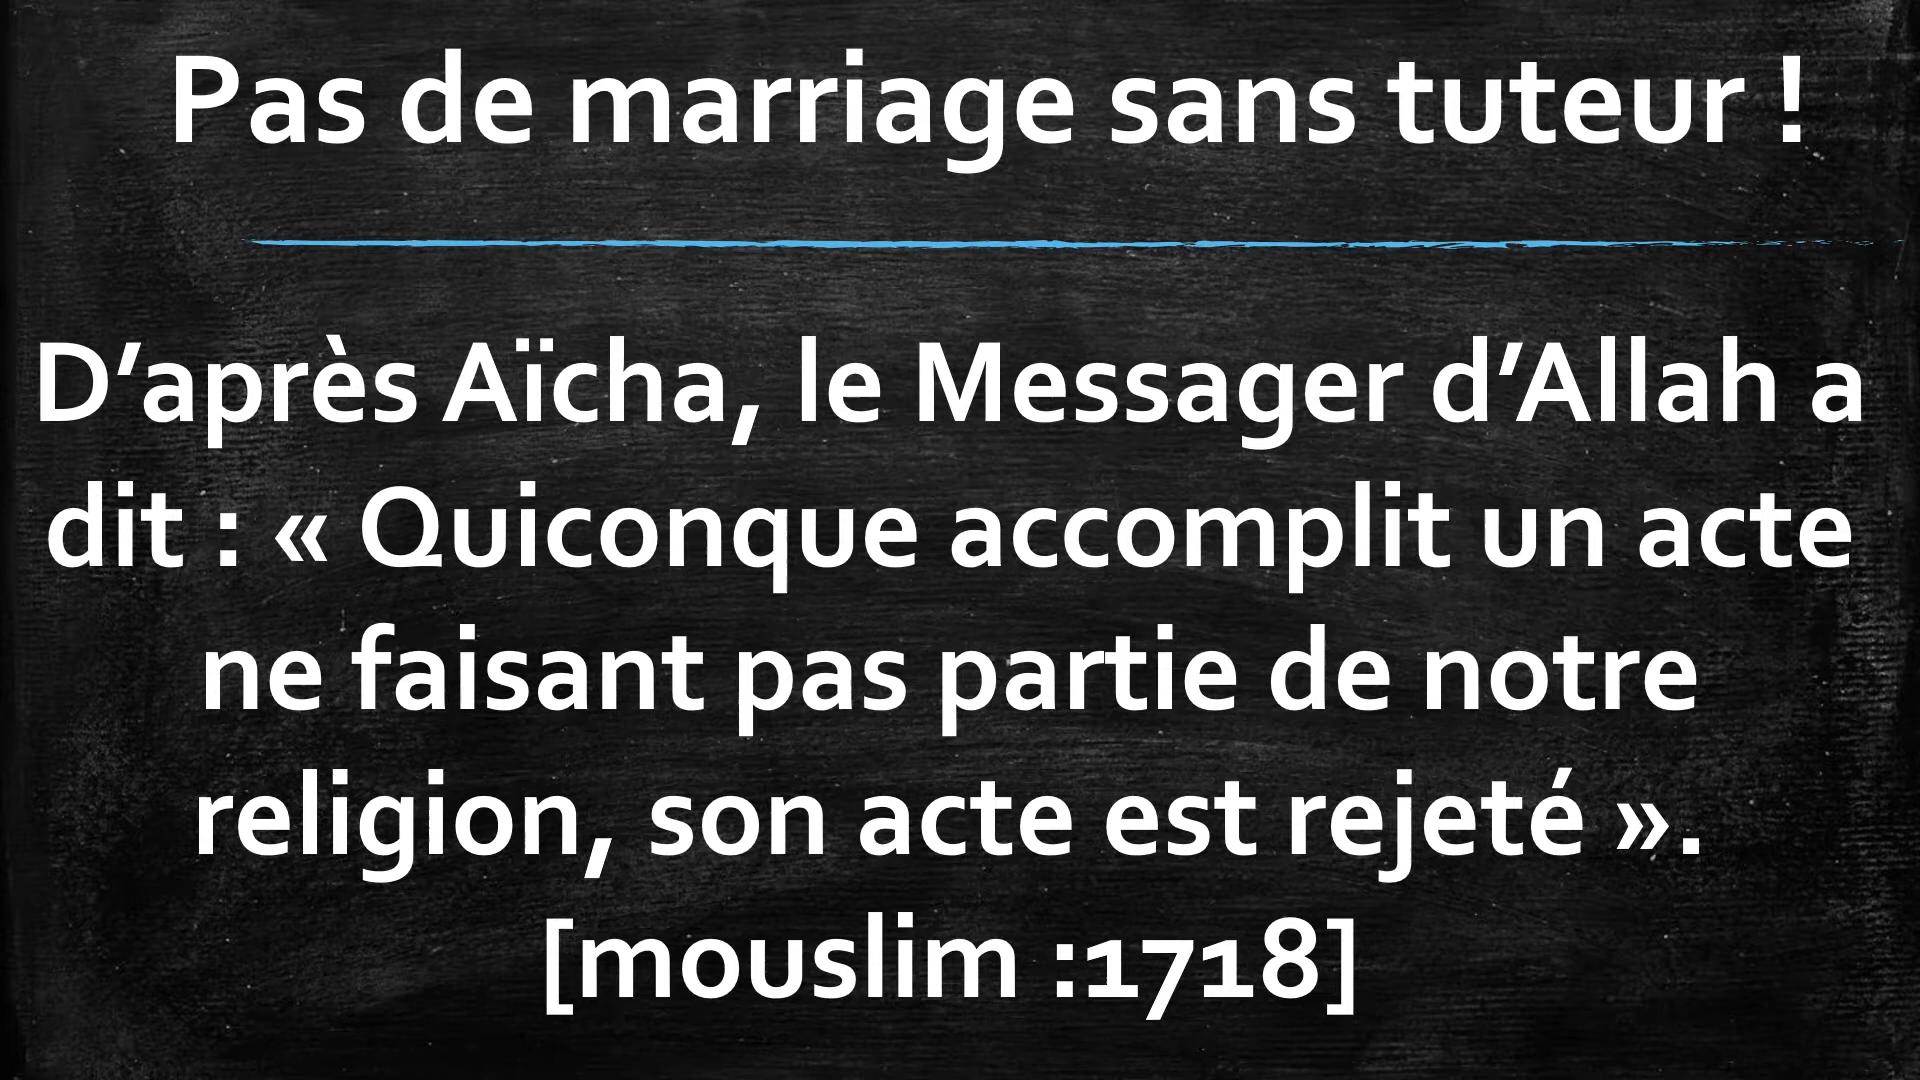 Pas de marriage sans tuteur !
D’après Aïcha, le Messager d’Allah a
dit : « Quiconque accomplit un acte
ne faisant pas partie de notre
religion, son acte est rejeté ».
[mouslim :1718]